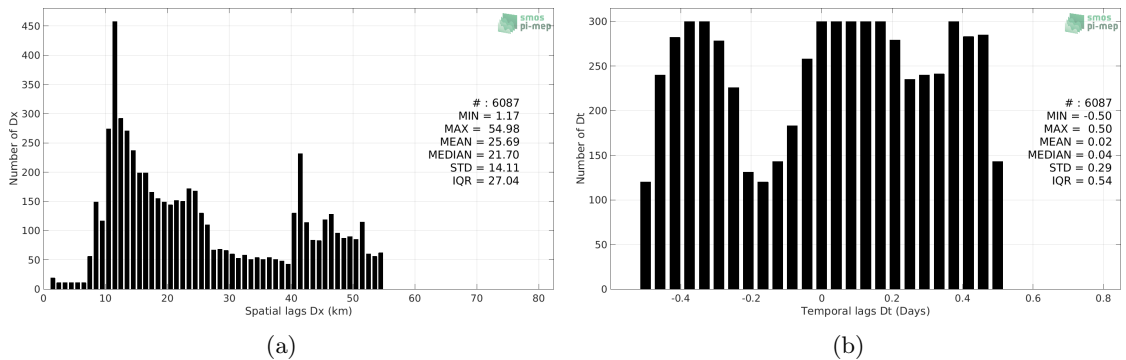 smos
pi-mep
450
400
350
300
250
200
150
100
50
0
Number of Dx
# : 6087
MIN = 1.17
MAX = 54.98
MEAN = 25.69
MEDIAN = 21.70
STD = 14.11
IQR = 27.04
0 10 20 30 40 50 60 70 80
Spatial lags Dx (km)
(a)
smos
pi-mep
300
250
200
150
100
50
0
Number of Dt
# : 6087
MIN = -0.50
MAX = 0.50
MEAN = 0.02
MEDIAN = 0.04
STD = 0.29
IQR = 0.54
-0.4 -0.2 0 0.2 0.4 0.6 0.8
Temporal lags Dt (Days)
(b)